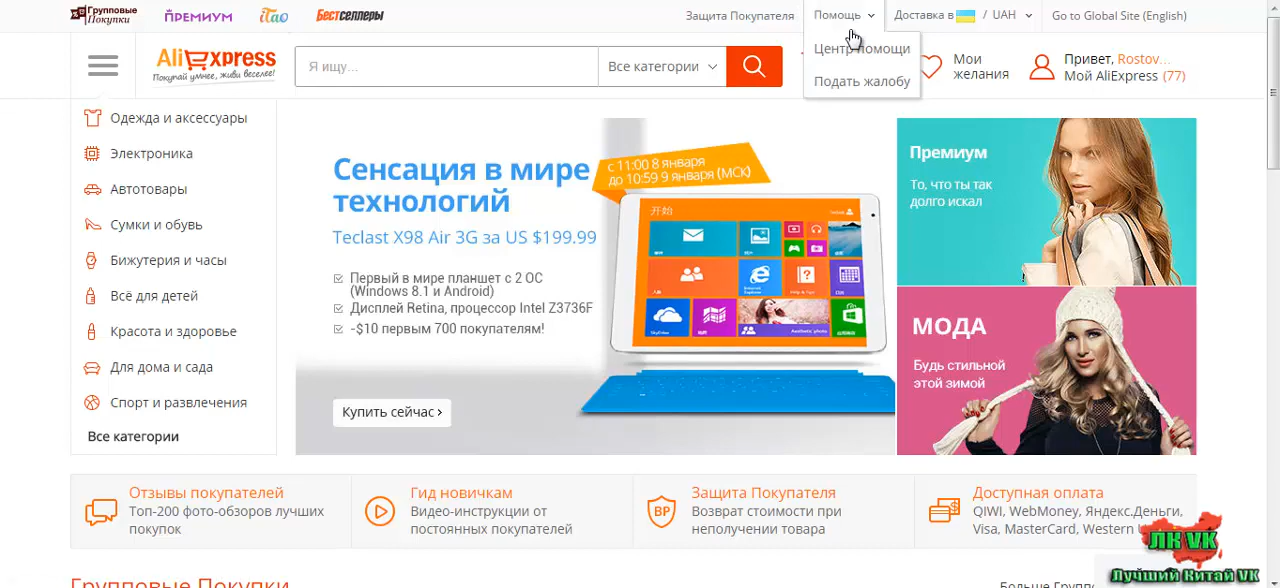 Групповые Покупки
ПРЕМИУМ
iTao
Бестселлеры
Защита Покупателя
Помощь
Доставка в / UAH
Go to Global Site (English)
Центр помощи
Подать жалобу
AliExpress
Покупай умнее, живи веселее!
Я ищу...
Все категории
Мои желания
Привет, Rostov...
Мой AliExpress (77)
Одежда и аксессуары
Электроника
Автотовары
Сумки и обувь
Бижутерия и часы
Всё для детей
Красота и здоровье
Для дома и сада
Спорт и развлечения
Все категории
Сенсация в мире
технологий
Teclast X98 Air 3G за US $199.99
Первый в мире планшет с 2 ОС
(Windows 8.1 и Android)
Дисплей Retina, процессор Intel Z3736F
-$10 первым 700 покупателям!
Купить сейчас ›
с 11:00 8 января
до 10:59 9 января (МСК)
开始
Премиум
То, что ты так
долго искал
МОДА
Будь стильной
этой зимой
Отзывы покупателей
Топ-200 фото-обзоров лучших
покупок
Гид новичкам
Видео-инструкции от
постоянных покупателей
BP
Защита Покупателя
Возврат стоимости при
неполучении товара
Доступная оплата
QIWI, WebMoney, Яндекс.Деньги,
Visa, MasterCard, Western
ЛК VK
Лучший Китай VK
Групповые Покупки
Больше Групп